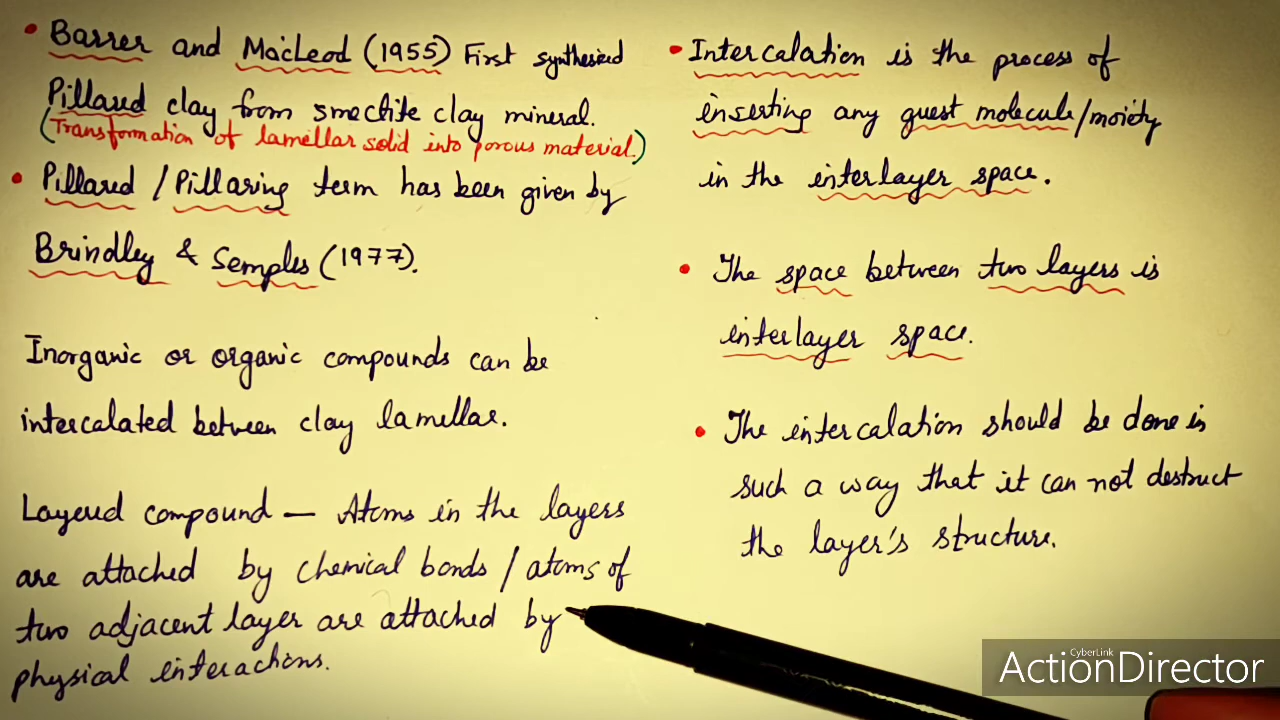 Barrer and Macleod (1955) First synthesized
Pillared clay from smectite clay mineral.
(Transformation of lamellar solid into porous material.)
Pillared / Pillaring term has been given by
Brindley & Semples (1977).
Inorganic or organic compounds can be
intercalated between clay lamellar.
Layered compound — Atoms in the layers
are attached by chemical bonds / atoms of
two adjacent layer are attached by
physical interactions.
Intercalation is the process of
inserting any guest molecule/moiety
in the interlayer space.
The space between two layers is
interlayer space.
The intercalation should be done in
such a way that it can not destruct
the layer's structure.
CyberLink
ActionDirector